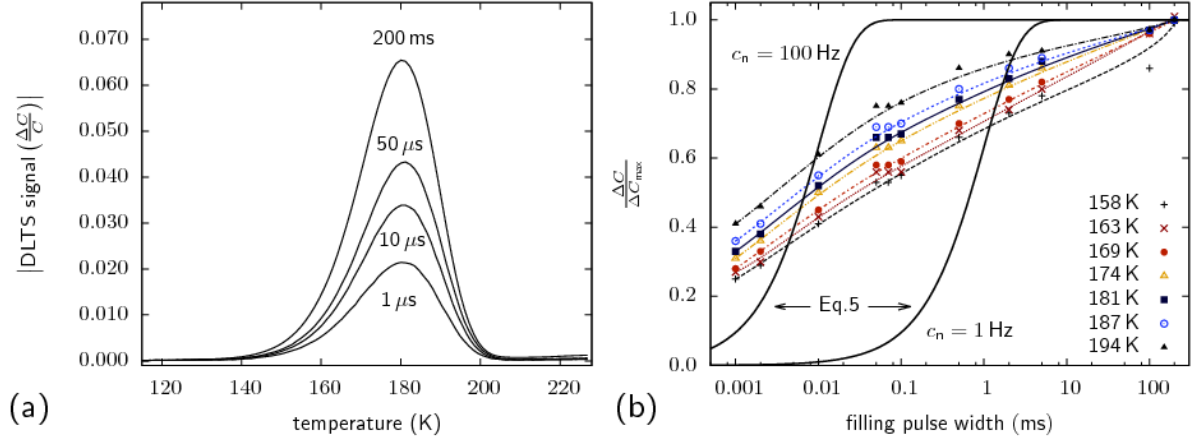 0.070
0.060
0.050
0.040
0.030
0.020
0.010
0.000
|DLTS signal (ΔC/C)|
200 ms
50 μs
10 μs
1 μs
120
140
160
180
200
220
temperature (K)
(a)
1.0
0.8
0.6
0.4
0.2
0.0
ΔC/ΔCmax
cn = 100 Hz
Eq.5
cn = 1 Hz
158 K
163 K
169 K
174 K
181 K
187 K
194 K
0.001
0.01
0.1
1
10
100
filling pulse width (ms)
(b)